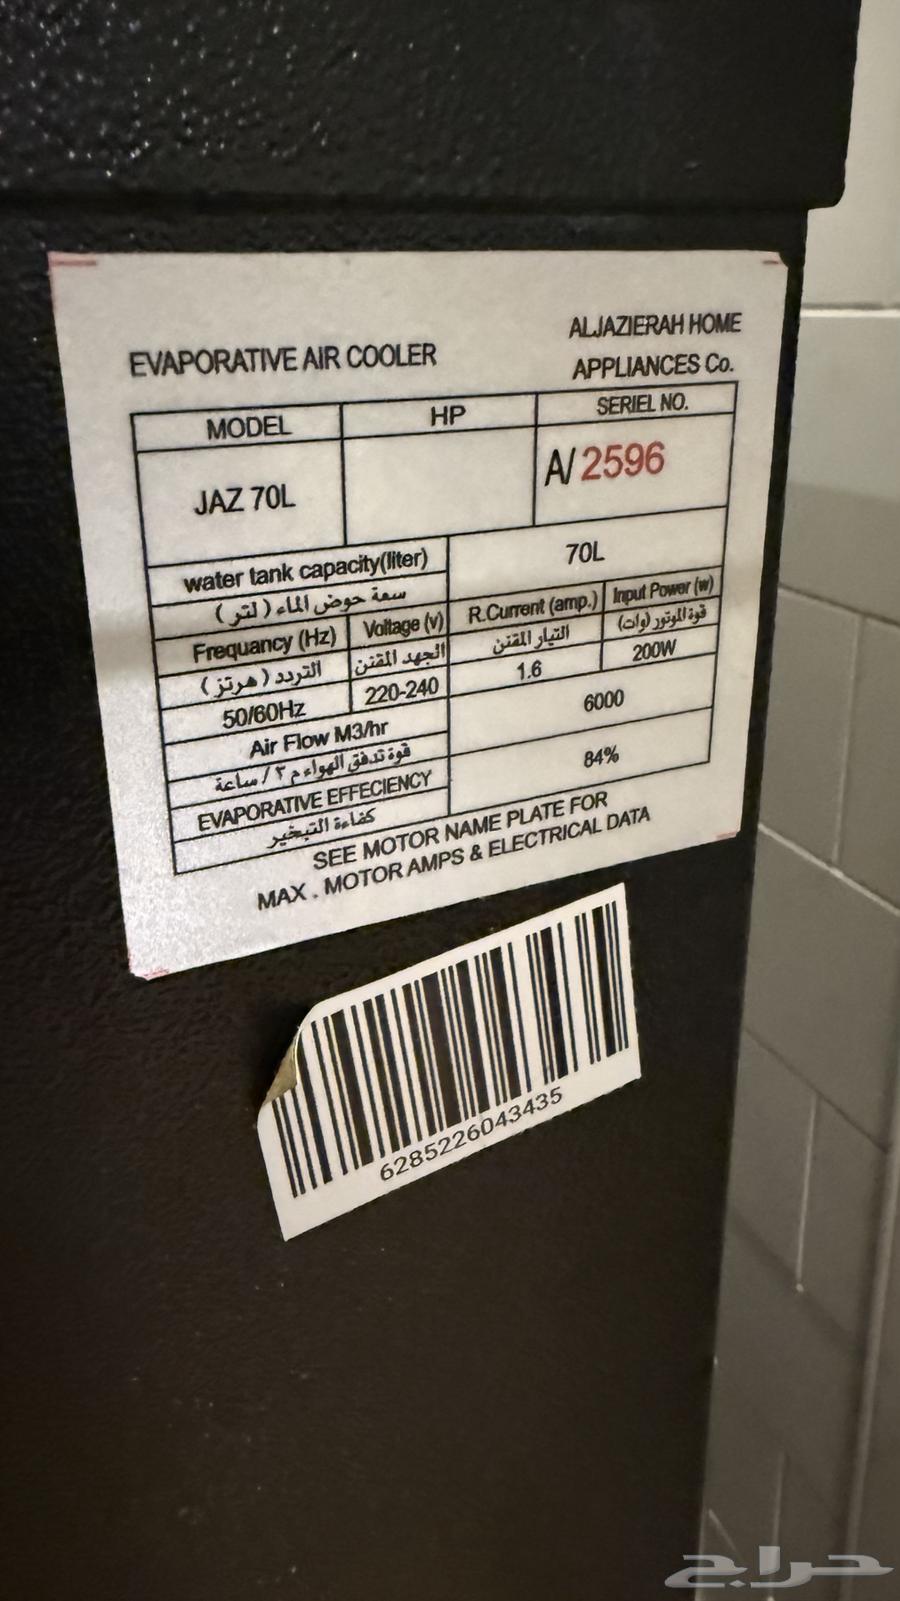 EVAPORATIVE AIR COOLER
ALJAZIERAH HOME
APPLIANCES Co.
MODEL
HP
SERIEL NO.
JAZ 70L
A/ 2596
water tank capacity(liter)
سعة حوض الماء ( لتر )
70L
Frequancy (Hz)
التردد ( هرتز )
Voltage (v)
الجهد المقنن
R.Current (amp.)
التيار المقنن
Input Power (w)
قوة الموتور (وات)
50/60Hz
220-240
1.6
200W
Air Flow M3/hr
قوة تدفق الهواء م ٣ / ساعة
6000
EVAPORATIVE EFFECIENCY
كفاءة التبخير
84%
SEE MOTOR NAME PLATE FOR
MAX . MOTOR AMPS & ELECTRICAL DATA
6285226043435
حراج